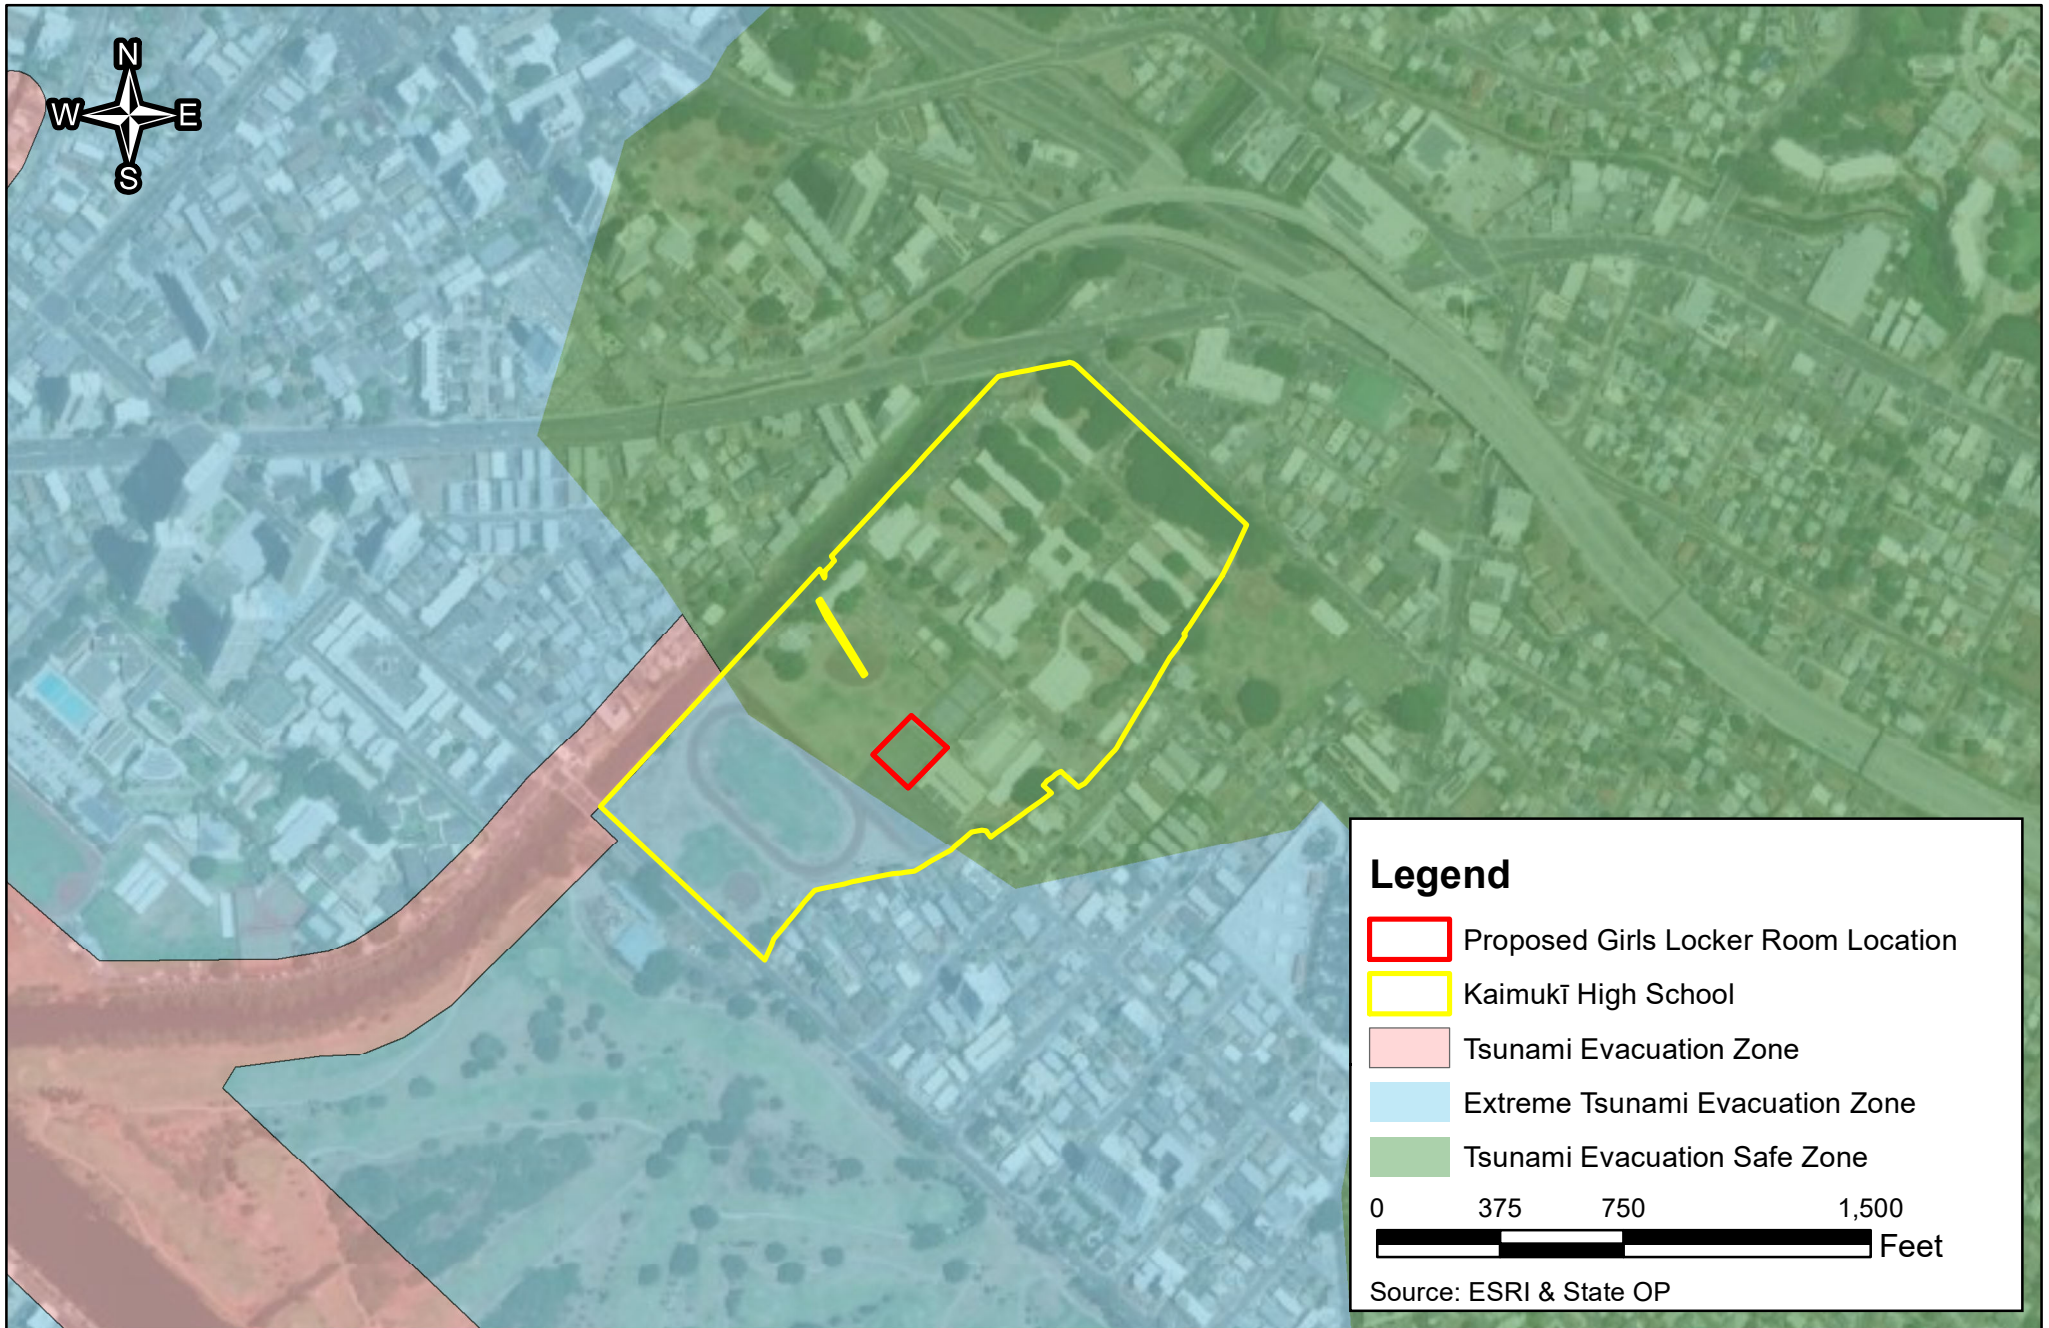 N
W E
S
Legend
Proposed Girls Locker Room Location
Kaimukī High School
Tsunami Evacuation Zone
Extreme Tsunami Evacuation Zone
Tsunami Evacuation Safe Zone
0 375 750 1,500
Feet
Source: ESRI & State OP